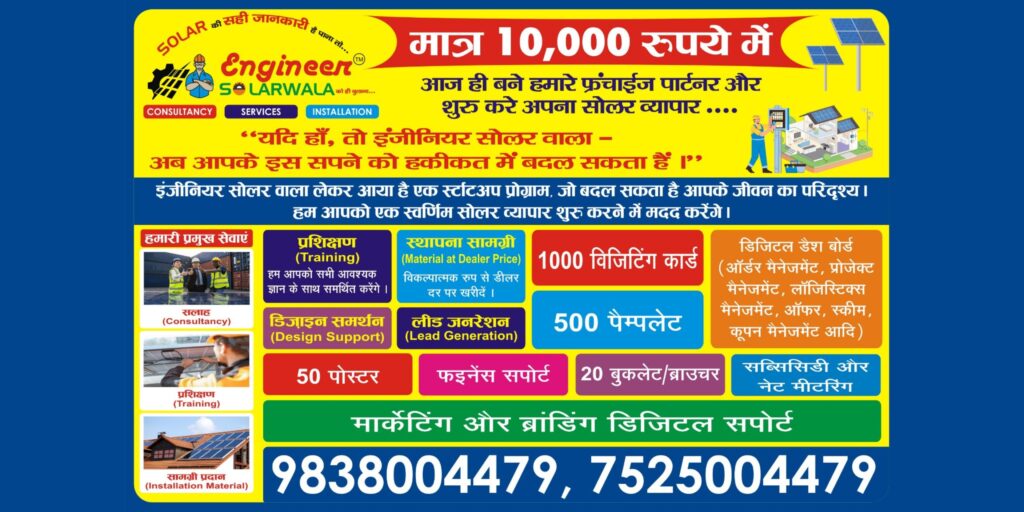 SOLAR की सही जानकारी है पाना तो...
Engineer TM
SOLARWALA को ही बुलाना...
CONSULTANCY SERVICES INSTALLATION
मात्र 10,000 रुपये में
आज ही बने हमारे फ्रंचाईज पार्टनर और
शुरु करे अपना सोलर व्यापार ....
“यदि हाँ, तो इंजीनियर सोलर वाला –
अब आपके इस सपने को हकीकत में बदल सकता हैं ।”
इंजीनियर सोलर वाला लेकर आया है एक स्र्टाटअप प्रोग्राम, जो बदल सकता है आपके जीवन का परिदृश्य ।
हम आपको एक स्वर्णिम सोलर व्यापार शुरु करने में मदद करेंगे ।
हमारी प्रमुख सेवाएं
सलाह
(Consultancy)
प्रशिक्षण
(Training)
सामग्री प्रदान
(Installation Material)
प्रशिक्षण
(Training)
हम आपको सभी आवश्यक
ज्ञान के साथ समर्थित करेंगे ।
स्थापना सामग्री
(Material at Dealer Price)
विकल्पात्मक रुप से डीलर
दर पर खरीदें ।
1000 विजिटिंग कार्ड
डिजिटल डैश बोर्ड
(ऑर्डर मैनेजमेंट, प्रोजेक्ट
मैनेजमेंट, लॉजिस्टिक्स
मैनेजमेंट, ऑफर, स्कीम,
कूपन मैनेजमेंट आदि)
डिजाइन समर्थन
(Design Support)
लीड जनरेशन
(Lead Generation)
500 पैम्पलेट
50 पोस्टर
फइनेंस सपोर्ट
20 बुकलेट/ब्राउचर
सब्सिसिडी और
नेट मीटरिंग
मार्केटिंग और ब्रांडिंग डिजिटल सपोर्ट
9838004479, 7525004479